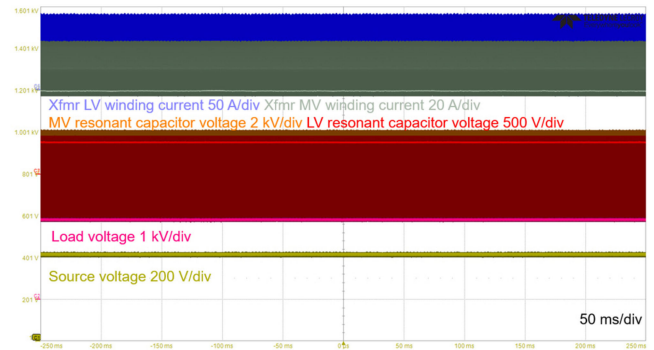 1.601 kV
1.401 kV
1.201 kV
Xfmr LV winding current 50 A/div Xfmr MV winding current 20 A/div
MV resonant capacitor voltage 2 kV/div LV resonant capacitor voltage 500 V/div
1.001 kV
801 V
601 V
Load voltage 1 kV/div
401 V
Source voltage 200 V/div
201 V
50 ms/div
-250 ms -200 ms -150 ms -100 ms -50 ms 50 ms 100 ms 150 ms 200 ms 250 ms